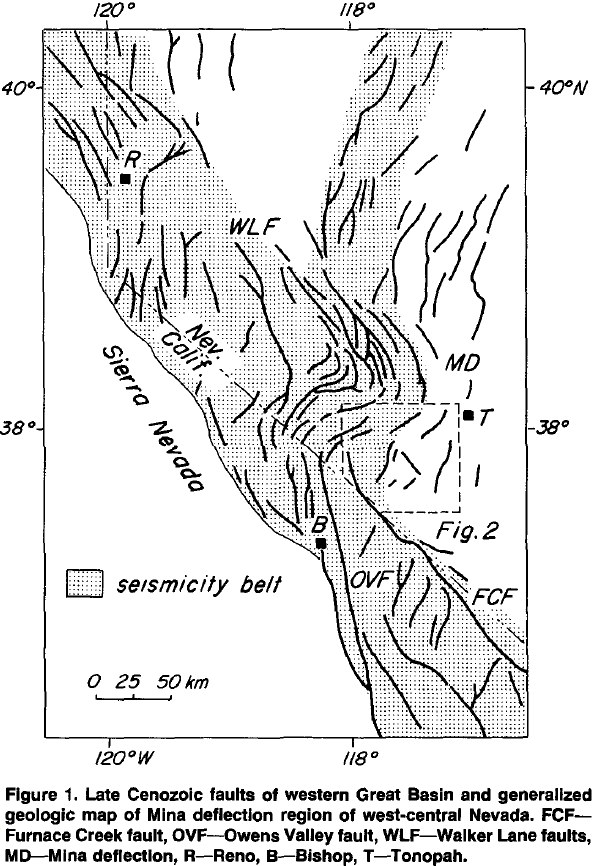 120°
118°
40°
40°N
R
WLF
Nev.
Calif.
Sierra Nevada
MD
T
38°
38°
B
Fig. 2
OVF
FCF
seismicity belt
0 25 50 km
120°W
118°
Figure 1. Late Cenozoic faults of western Great Basin and generalized
geologic map of Mina deflection region of west-central Nevada. FCF—
Furnace Creek fault, OVF—Owens Valley fault, WLF—Walker Lane faults,
MD—Mina deflection, R—Reno, B—Bishop, T—Tonopah.